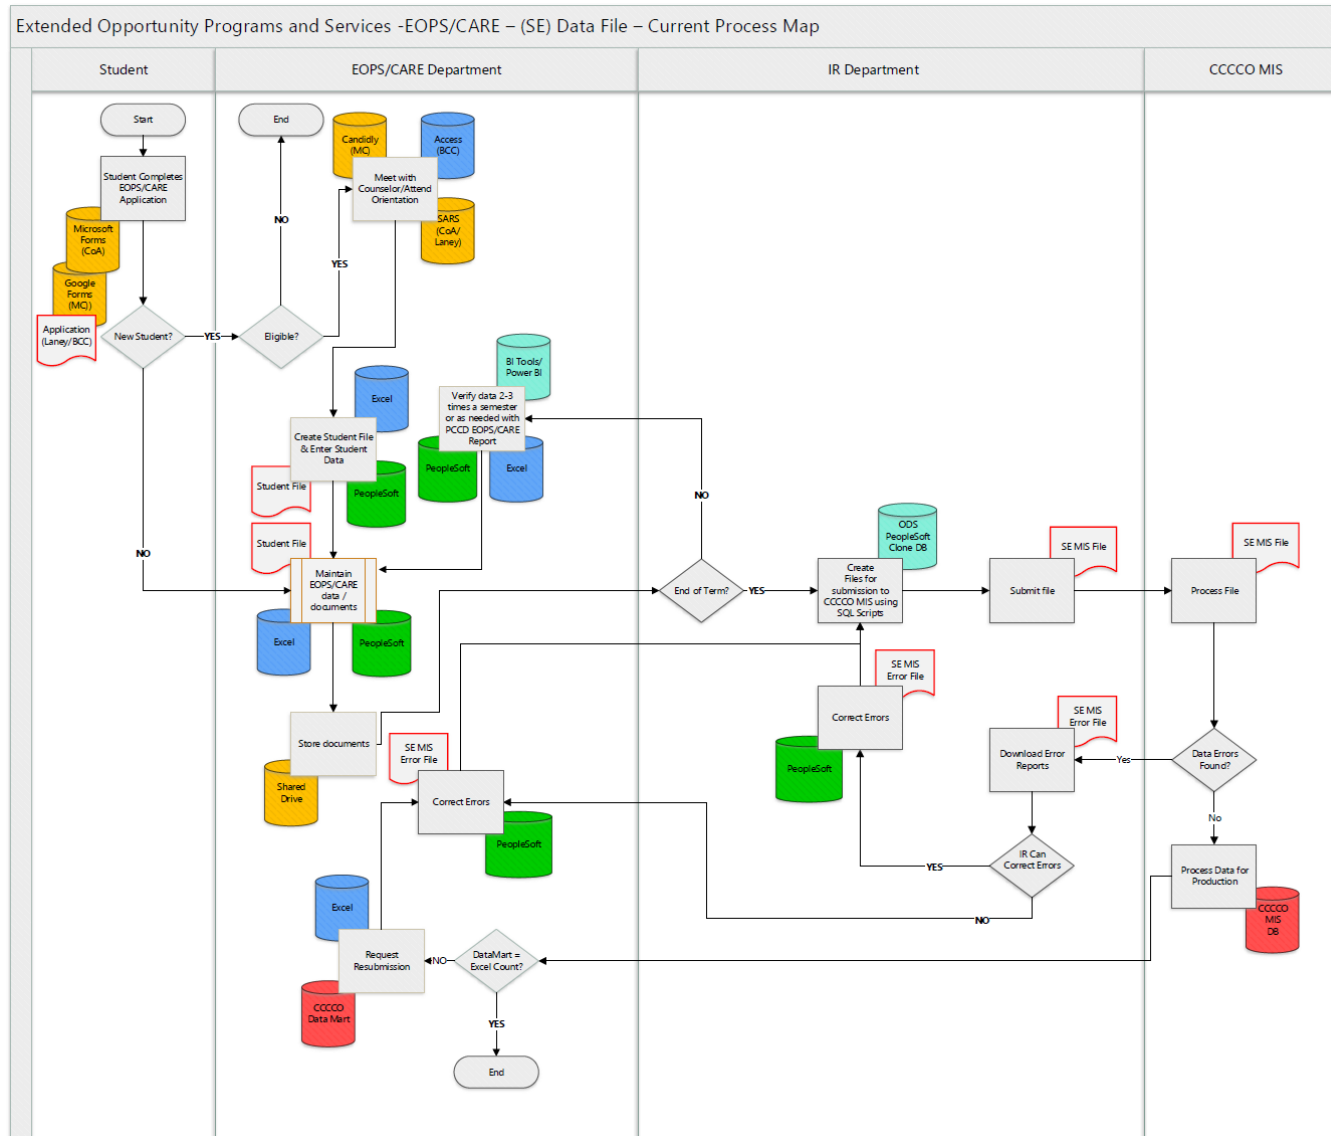 Extended Opportunity Programs and Services -EOPS/CARE – (SE) Data File – Current Process Map
Student
EOPS/CARE Department
IR Department
CCCCO MIS
Start
Student Completes
EOPS/CARE
Application
Microsoft
Forms
(CoA)
Google
Forms
(MC))
Application
(Laney/BCC)
New Student?
YES
NO
End
NO
Eligible?
YES
Candidly
(MC)
Access
(BCC)
Meet with
Counselor/Attend
Orientation
SARS
(CoA/
Laney)
BI Tools/
Power BI
Verify data 2-3
times a semester
or as needed with
PCCD EOPS/CARE
Report
PeopleSoft
Excel
Excel
Create Student File
& Enter Student
Data
Student File
PeopleSoft
Student File
Maintain
EOPS/CARE
data /
documents
Excel
PeopleSoft
Store documents
Shared
Drive
SE MIS
Error File
Correct Errors
PeopleSoft
Excel
Request
Resubmission
CCCCO
Data Mart
NO
DataMart =
Excel Count?
YES
End
NO
End of Term?
YES
ODS
PeopleSoft
Clone DB
Create
Files for
submission to
CCCCO MIS using
SQL Scripts
SE MIS File
Submit file
SE MIS
Error File
Correct Errors
PeopleSoft
SE MIS
Error File
Download Error
Reports
Yes
IR Can
Correct Errors
YES
NO
SE MIS File
Process File
Data Errors
Found?
No
Process Data for
Production
CCCCO
MIS
DB